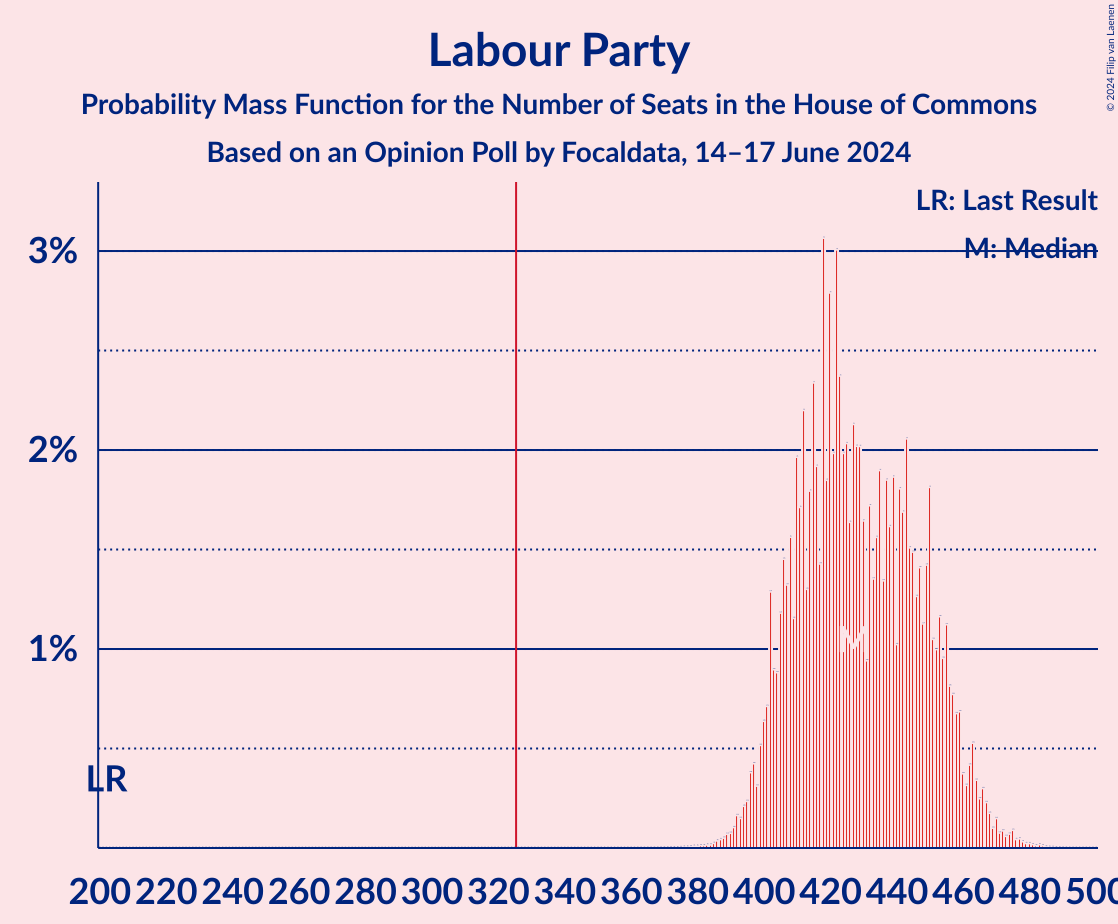 Labour Party
Probability Mass Function for the Number of Seats in the House of Commons
Based on an Opinion Poll by Focaldata, 14–17 June 2024
© 2024 Filip van Laenen
LR: Last Result
M: Median
3%
2%
1%
LR
M
200 220 240 260 280 300 320 340 360 380 400 420 440 460 480 500